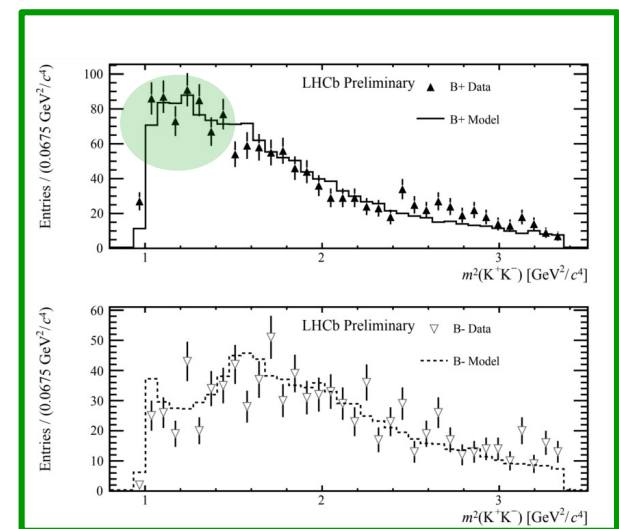 LHCb Preliminary
B+ Data
B+ Model
Entries / (0.0675 GeV²/c⁴)
100
80
60
40
20
0
1
2
3
m²(K⁺K⁻) [GeV²/c⁴]
LHCb Preliminary
B- Data
B- Model
Entries / (0.0675 GeV²/c⁴)
60
50
40
30
20
10
0
1
2
3
m²(K⁺K⁻) [GeV²/c⁴]